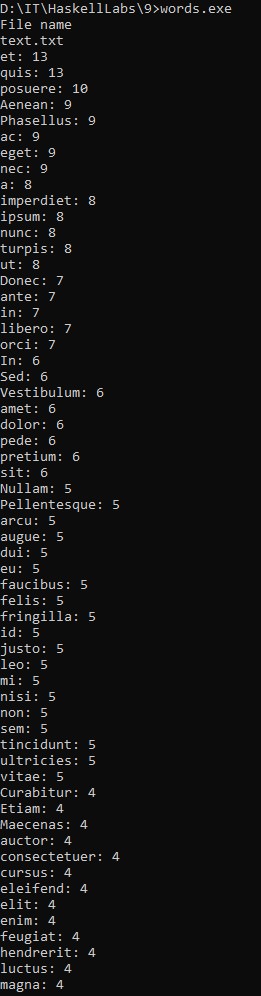 D:\IT\HaskellLabs\9>words.exe
File name
text.txt
et: 13
quis: 13
posuere: 10
Aenean: 9
Phasellus: 9
ac: 9
eget: 9
nec: 9
a: 8
imperdiet: 8
ipsum: 8
nunc: 8
turpis: 8
ut: 8
Donec: 7
ante: 7
in: 7
libero: 7
orci: 7
In: 6
Sed: 6
Vestibulum: 6
amet: 6
dolor: 6
pede: 6
pretium: 6
sit: 6
Nullam: 5
Pellentesque: 5
arcu: 5
augue: 5
dui: 5
eu: 5
faucibus: 5
felis: 5
fringilla: 5
id: 5
justo: 5
leo: 5
mi: 5
nisi: 5
non: 5
sem: 5
tincidunt: 5
ultricies: 5
vitae: 5
Curabitur: 4
Etiam: 4
Maecenas: 4
auctor: 4
consectetuer: 4
cursus: 4
eleifend: 4
elit: 4
enim: 4
feugiat: 4
hendrerit: 4
luctus: 4
magna: 4